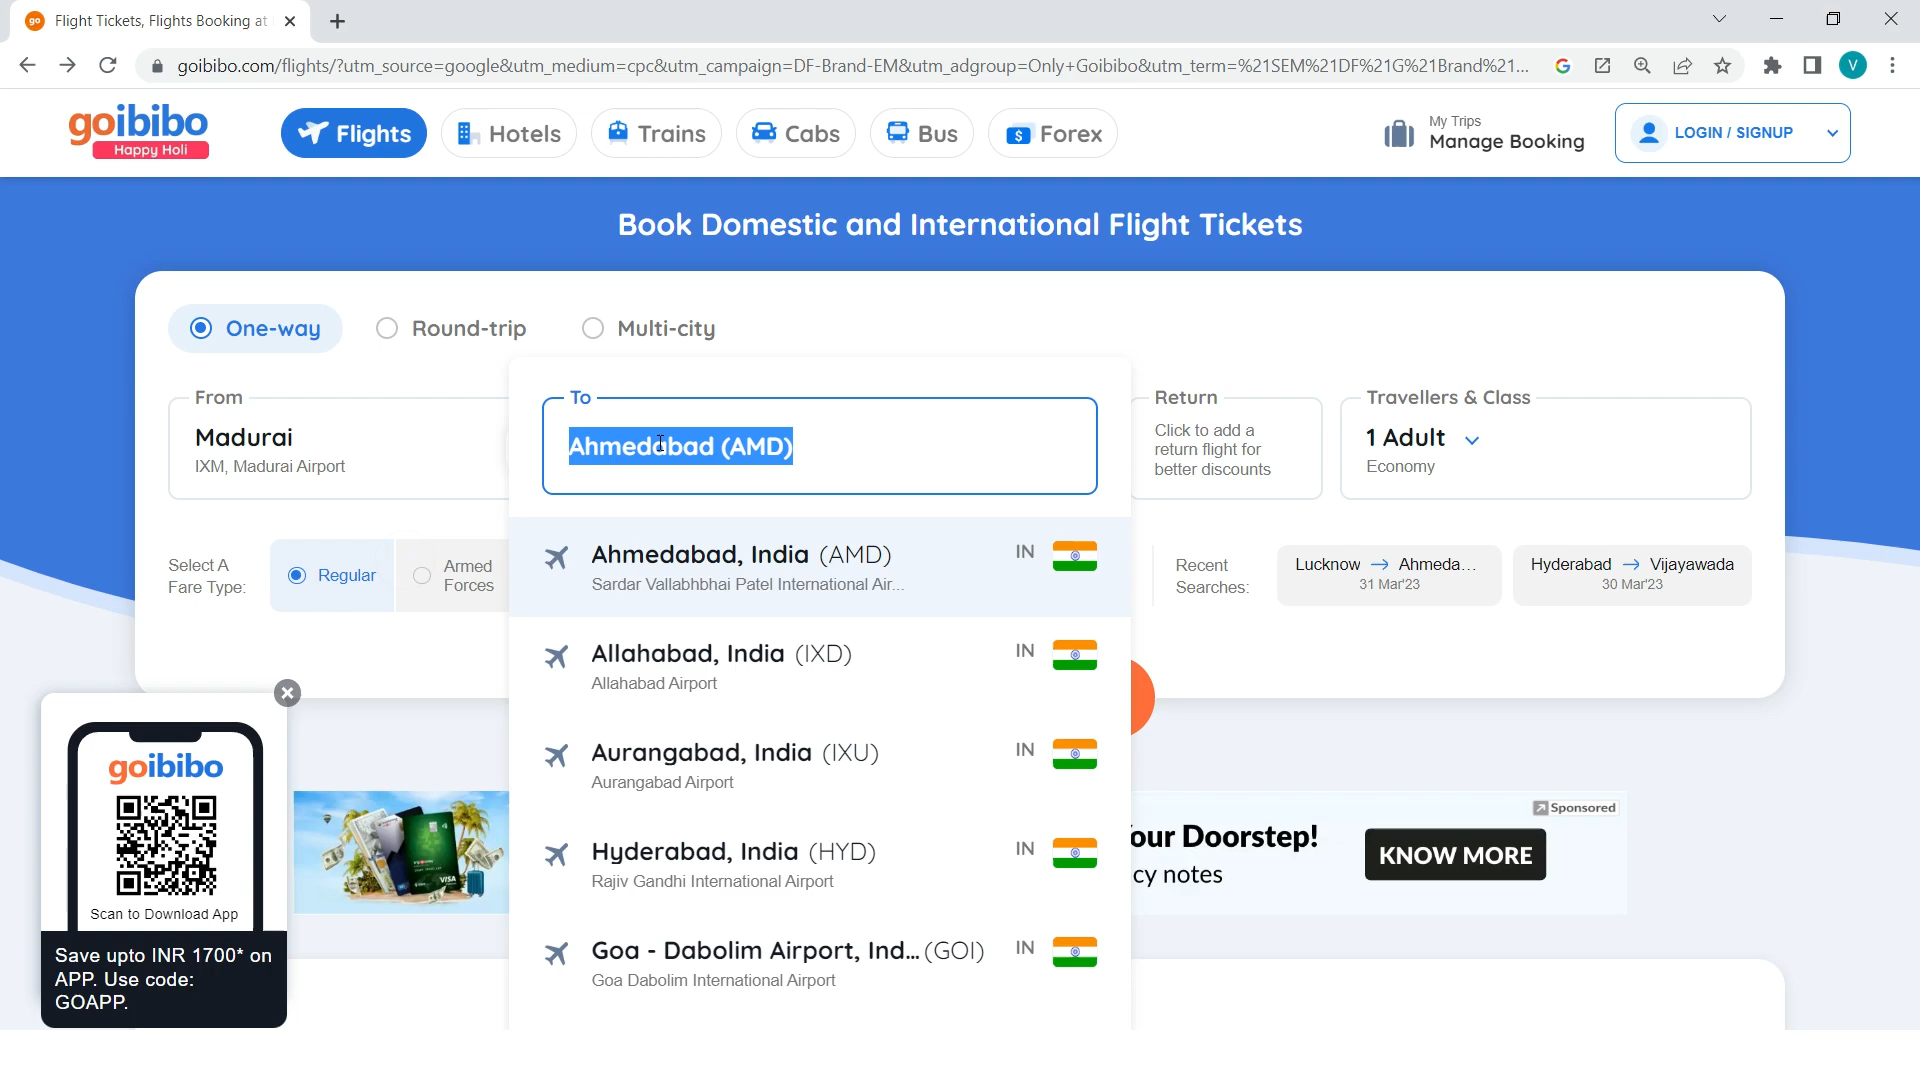 go
Flight Tickets, Flights Booking at
goibibo.com/flights/?utm_source=google&utm_medium=cpc&utm_campaign=DF-Brand-EM&utm_adgroup=Only+Goibibo&utm_term=%21SEM%21DF%21G%21Brand%21...
V
goibibo
Happy Holi
Flights
Hotels
Trains
Cabs
Bus
Forex
My Trips
Manage Booking
LOGIN / SIGNUP
Book Domestic and International Flight Tickets
One-way
Round-trip
Multi-city
From
Madurai
IXM, Madurai Airport
To
Ahmedabad (AMD)
Return
Click to add a
return flight for
better discounts
Travellers & Class
1 Adult
Economy
Select A
Fare Type:
Regular
Armed
Forces
Ahmedabad, India (AMD)
Sardar Vallabhbhai Patel International Air...
IN
Allahabad, India (IXD)
Allahabad Airport
IN
Aurangabad, India (IXU)
Aurangabad Airport
IN
Hyderabad, India (HYD)
Rajiv Gandhi International Airport
IN
Goa - Dabolim Airport, Ind... (GOI)
Goa Dabolim International Airport
IN
Recent
Searches:
Lucknow → Ahmeda...
31 Mar'23
Hyderabad → Vijayawada
30 Mar'23
goibibo
Scan to Download App
Save upto INR 1700* on
APP. Use code:
GOAPP.
VISA
Sponsored
our Doorstep!
cy notes
KNOW MORE